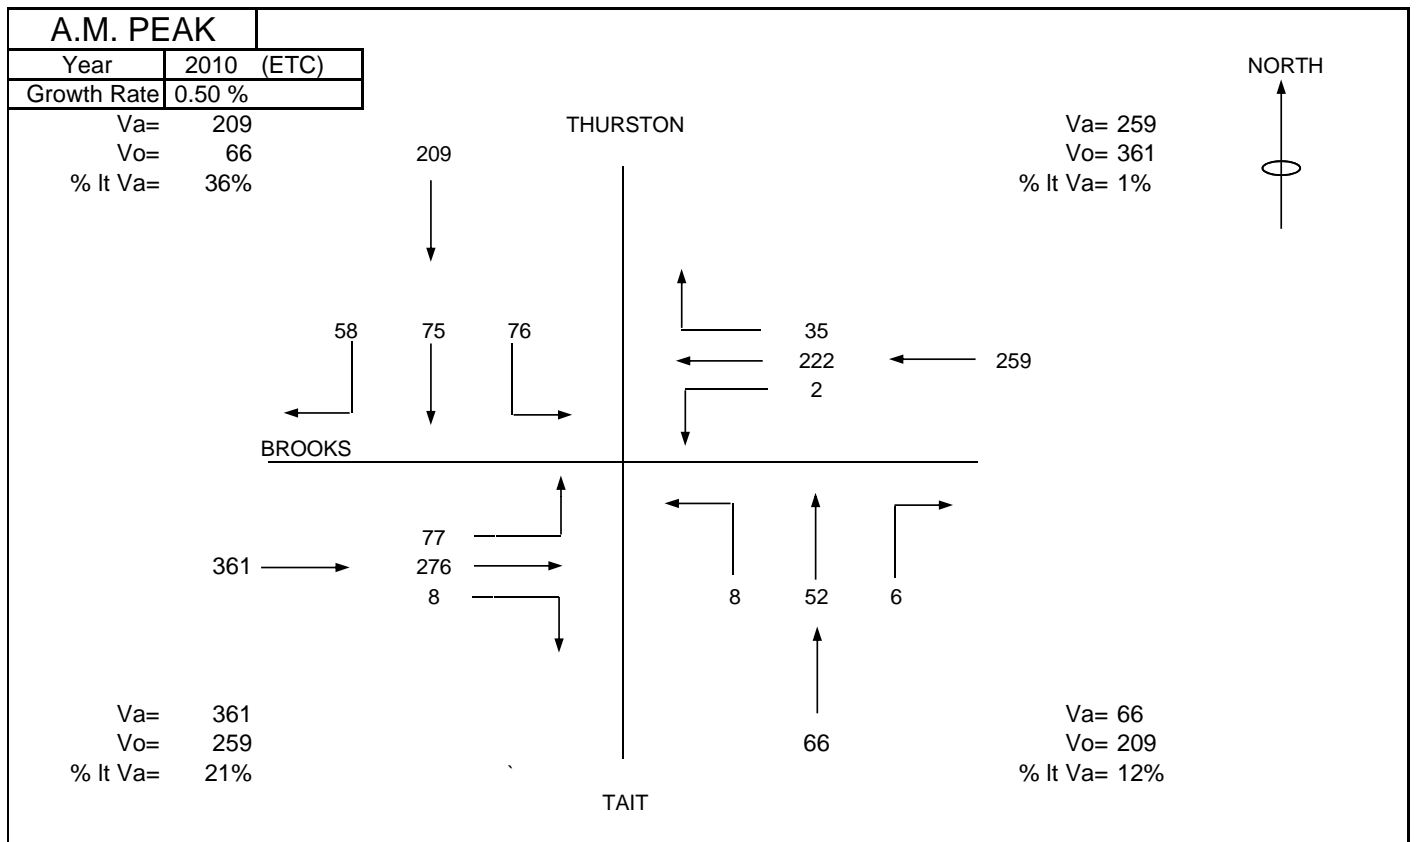 A.M. PEAK
Year 2010 (ETC)
NORTH
Growth Rate 0.50 %
Va= 209
THURSTON
Va= 259
Vo= 66
209
Vo= 361
% lt Va= 36%
% lt Va= 1%
58 75 76
35
222
259
2
BROOKS
77
361
276
8
8 52 6
Va= 361
Va= 66
Vo= 259
66
Vo= 209
% lt Va= 21%
`
% lt Va= 12%
TAIT